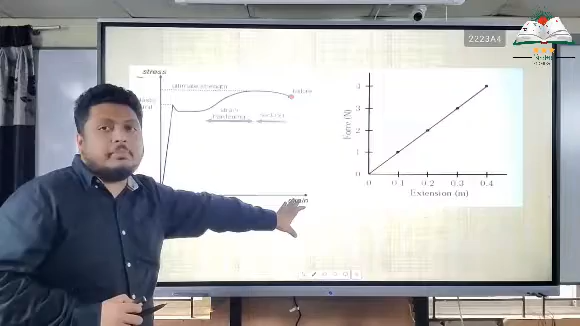 2223A4
stress
ultimate strength
failure
strain
hardening
necking
strain
Force (N)
4
3
2
1
0
0 0.1 0.2 0.3 0.4
Extension (m)